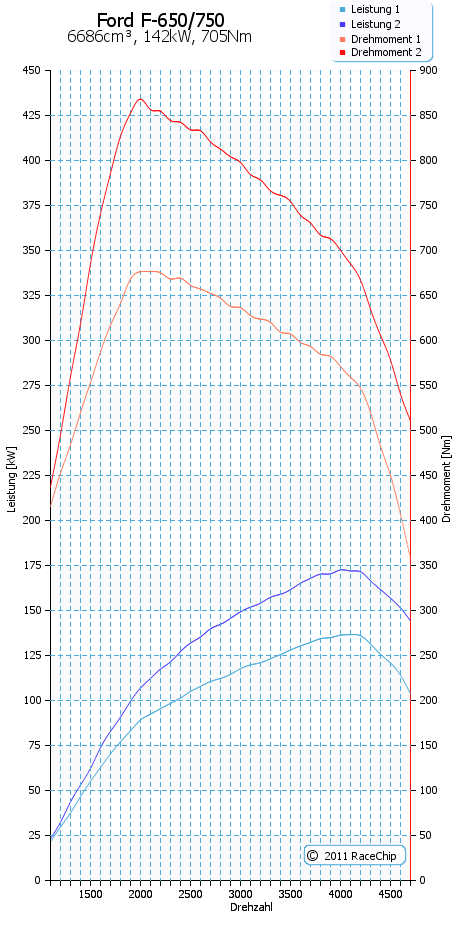 Ford F-650/750
6686cm³, 142kW, 705Nm
Leistung 1
Leistung 2
Drehmoment 1
Drehmoment 2
450 900
425 850
400 800
375 750
350 700
325 650
300 600
275 550
250 500
225 450
200 400
175 350
150 300
125 250
100 200
75 150
50 100
25 50
0 0
Leistung [kW]
Drehmoment [Nm]
© 2011 RaceChip
1500 2000 2500 3000 3500 4000 4500
Drehzahl